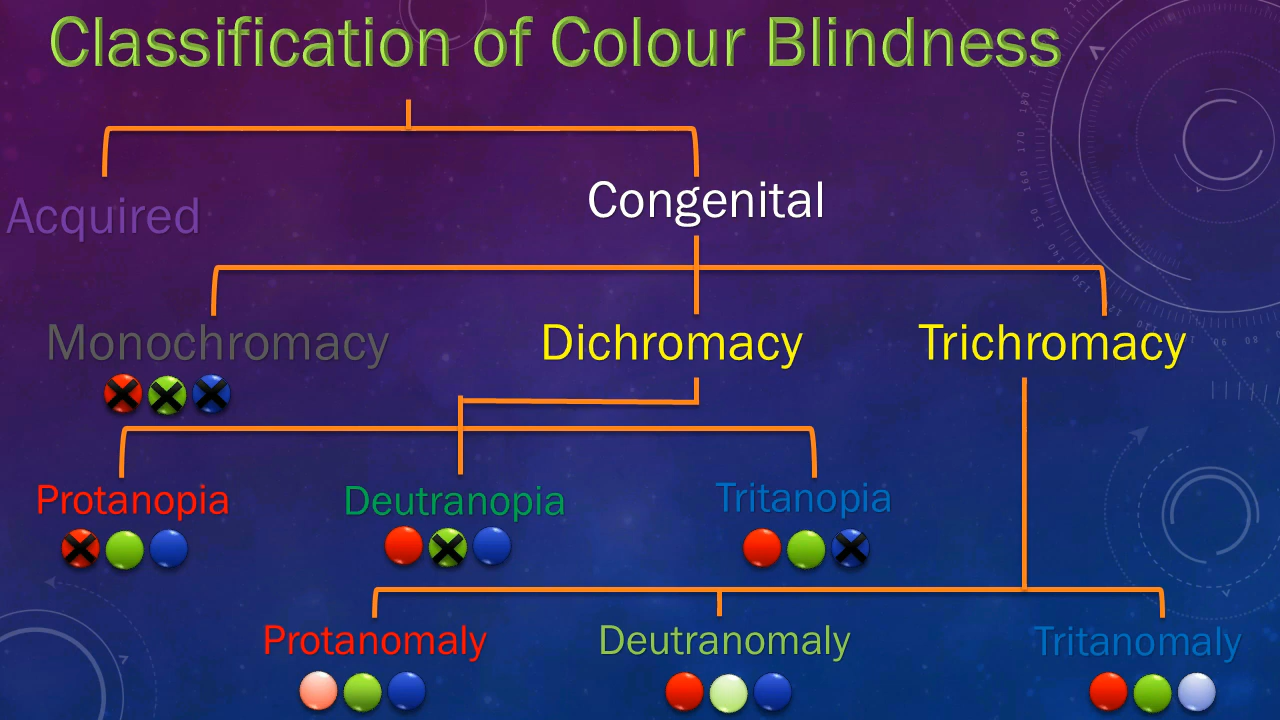 Classification of Colour Blindness
Acquired
Congenital
Monochromacy
Dichromacy
Trichromacy
Protanopia
Deutranopia
Tritanopia
Protanomaly
Deutranomaly
Tritanomaly